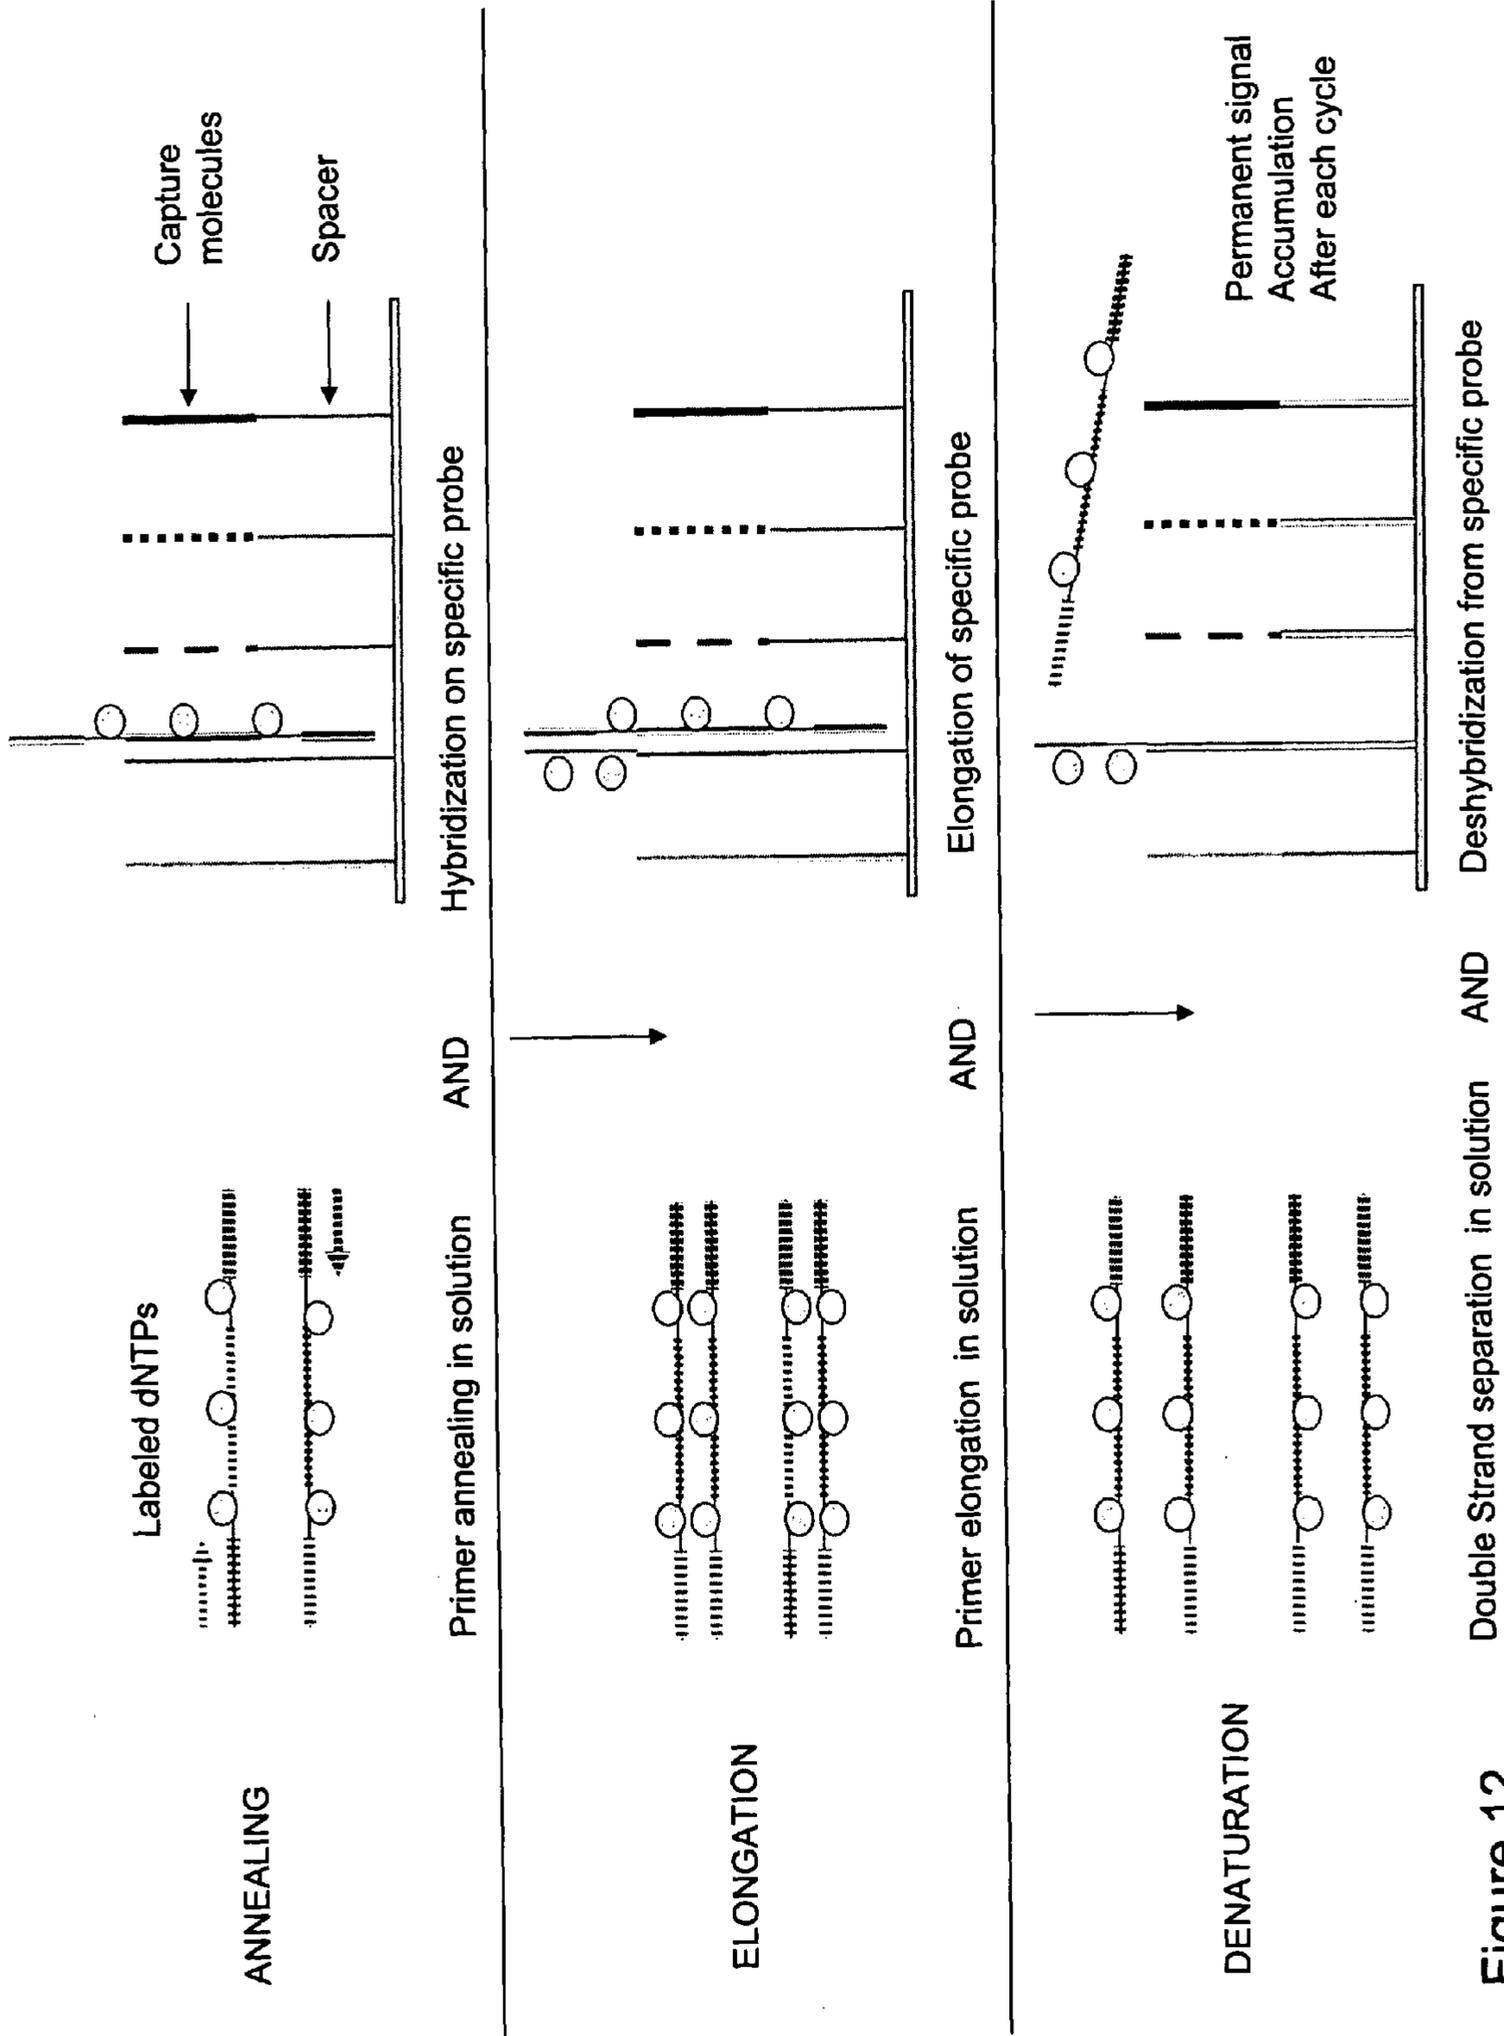 ANNEALING
Labeled dNTPs
Capture
molecules
Spacer
Primer annealing in solution AND Hybridization on specific probe
ELONGATION
Primer elongation in solution AND Elongation of specific probe
DENATURATION
Permanent signal
Accumulation
After each cycle
Double Strand separation in solution AND Deshybridization from specific probe
Figure 12